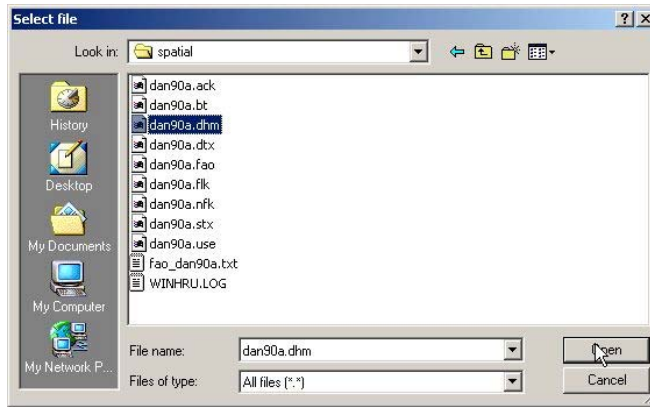 Select file
Look in: spatial
History
Desktop
My Documents
My Computer
My Network P...
dan90a.ack
dan90a.bt
dan90a.dhm
dan90a.dtx
dan90a.fao
dan90a.flk
dan90a.nfk
dan90a.stx
dan90a.use
fao_dan90a.txt
WINHRU.LOG
File name: dan90a.dhm
Open
Files of type: All files (*.*)
Cancel